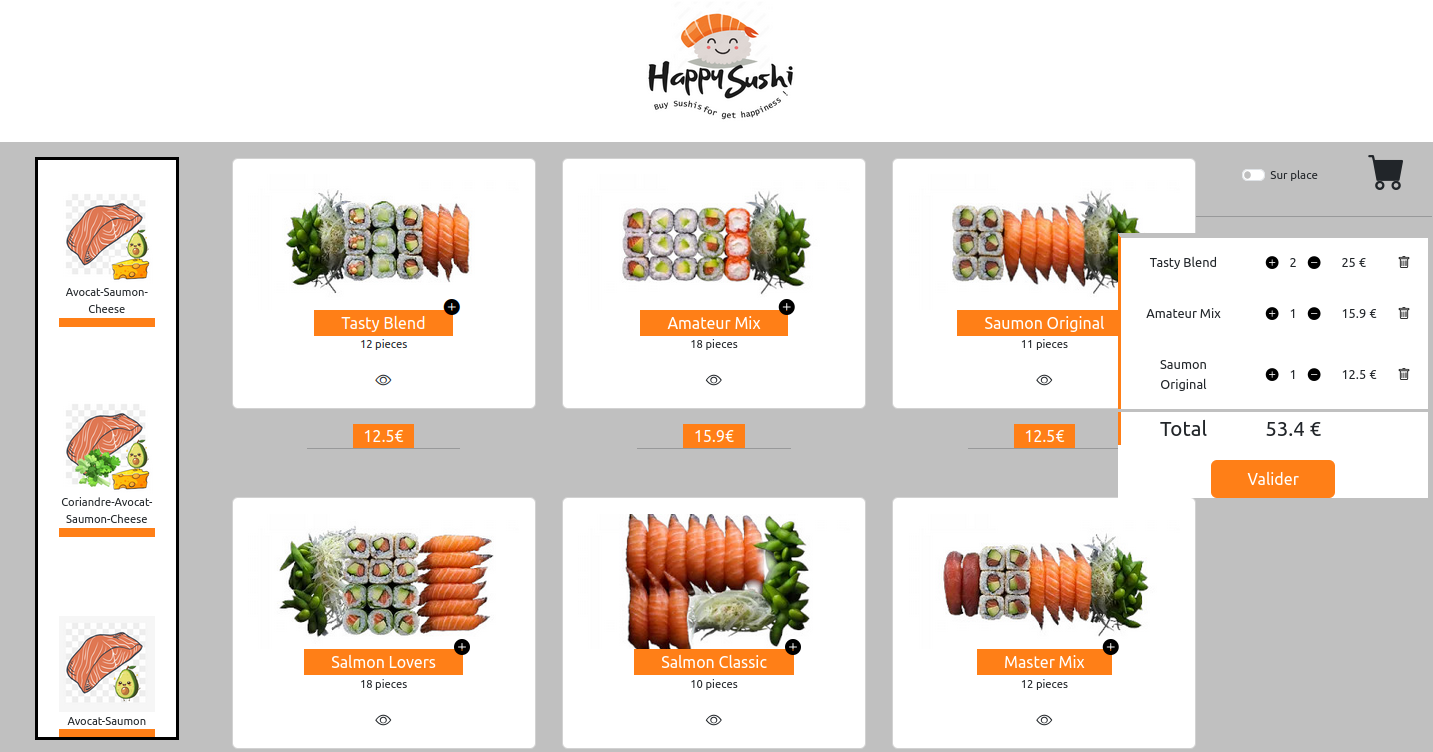 Happy Sushi
Buy Sushis for get happiness !
Sur place
Avocat-Saumon-
Cheese
Coriandre-Avocat-
Saumon-Cheese
Avocat-Saumon
Tasty Blend
12 pieces
12.5€
Amateur Mix
18 pieces
15.9€
Saumon Original
11 pieces
12.5€
Salmon Lovers
18 pieces
Salmon Classic
10 pieces
Master Mix
12 pieces
Tasty Blend 2 25 €
Amateur Mix 1 15.9 €
Saumon
Original 1 12.5 €
Total 53.4 €
Valider